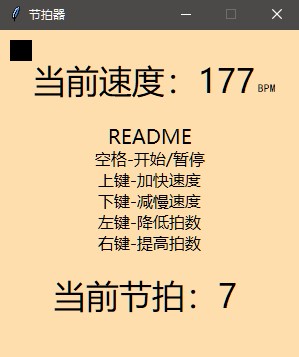 节拍器
当前速度：177 BPM
README
空格-开始/暂停
上键-加快速度
下键-减慢速度
左键-降低拍数
右键-提高拍数
当前节拍：7